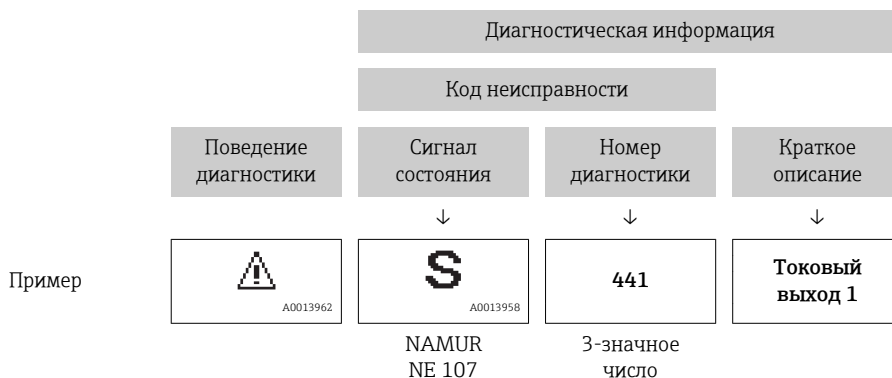 Диагностическая информация
Код неисправности
Поведение
диагностики
Сигнал
состояния
Номер
диагностики
Краткое
описание
↓ ↓ ↓
Пример
A0013962
S
A0013958
441
Токовый
выход 1
NAMUR
NE 107
3-значное
число